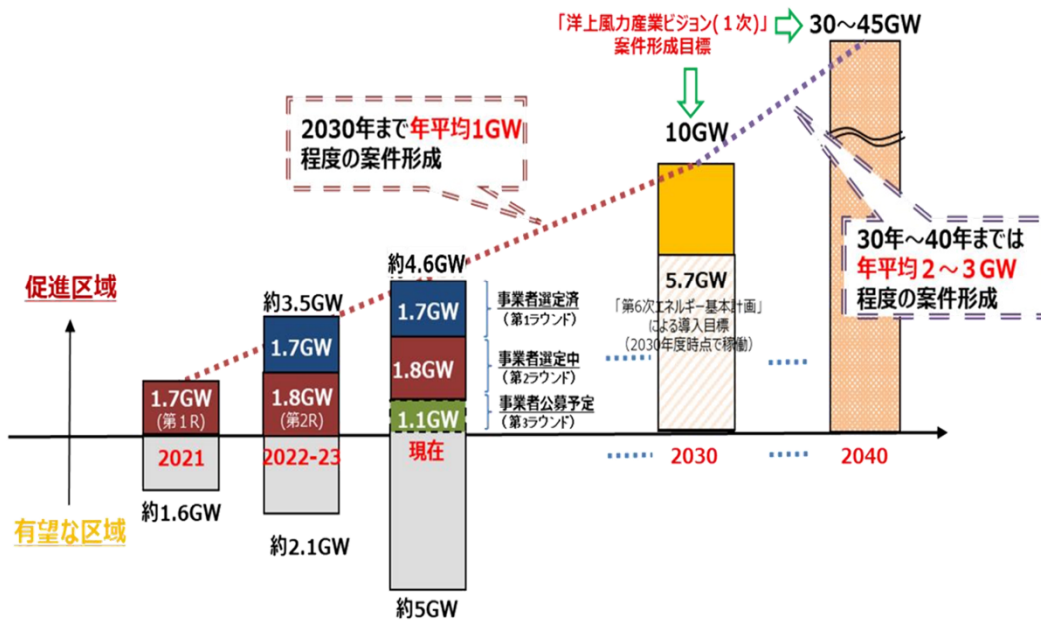 「洋上風力産業ビジョン(１次)」
案件形成目標
30～45GW
10GW
2030年まで年平均1GW
程度の案件形成
30年～40年までは
年平均２～３GW
程度の案件形成
促進区域
有望な区域
1.7GW
(第１R)
2021
約1.6GW
約3.5GW
1.7GW
1.8GW
(第2R)
2022-23
約2.1GW
約4.6GW
1.7GW
1.8GW
1.1GW
現在
約5GW
事業者選定済
(第1ラウンド)
事業者選定中
(第2ラウンド)
事業者公募予定
(第3ラウンド)
5.7GW
「第6次エネルギー基本計画」
による導入目標
(2030年度時点で稼働)
2030
2040